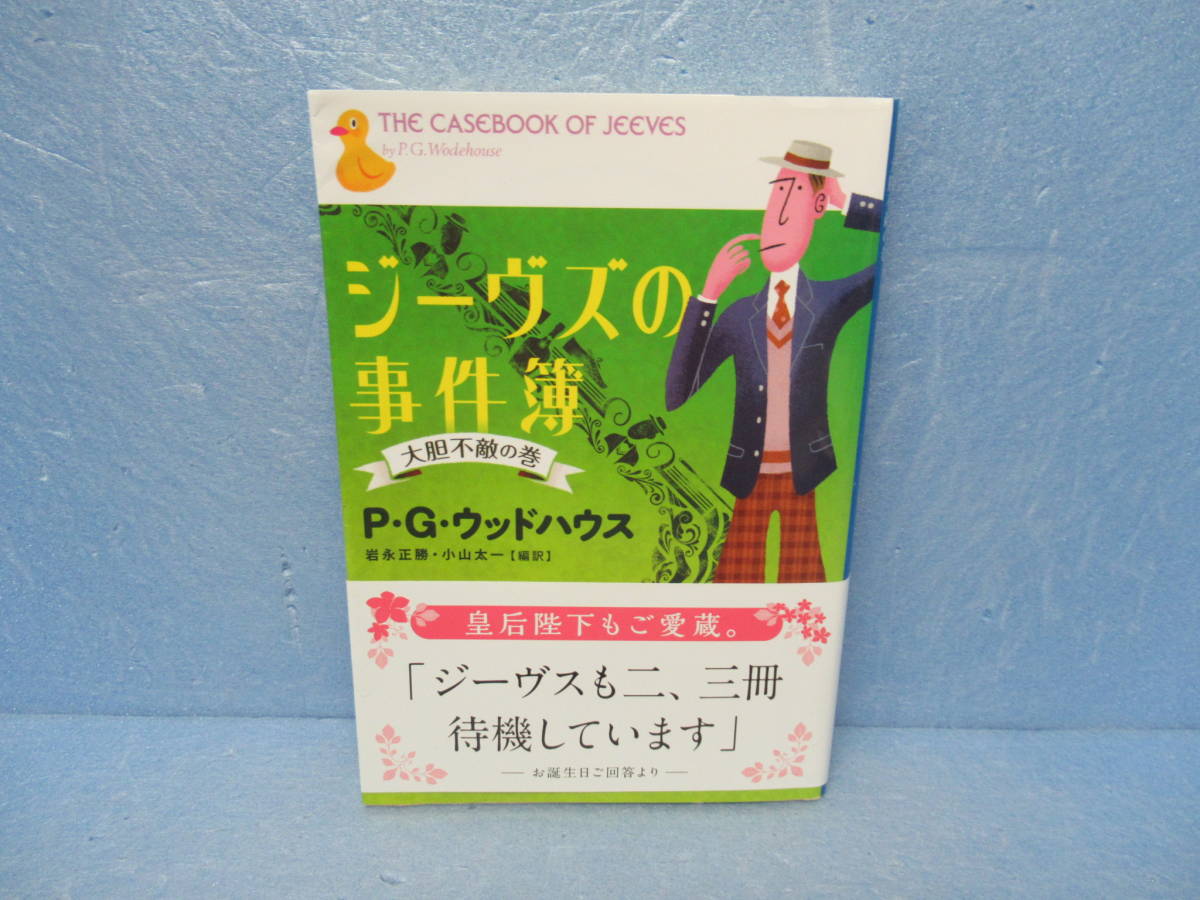 THE CASEBOOK OF JEEVES
by P. G. Wodehouse
ジーヴズの
事件簿
大胆不敵の巻
P・G・ウッドハウス
岩永正勝・小山太一【編訳】
皇后陛下もご愛蔵。
「ジーヴスも二、三冊
待機しています」
― お誕生日ご回答より ―